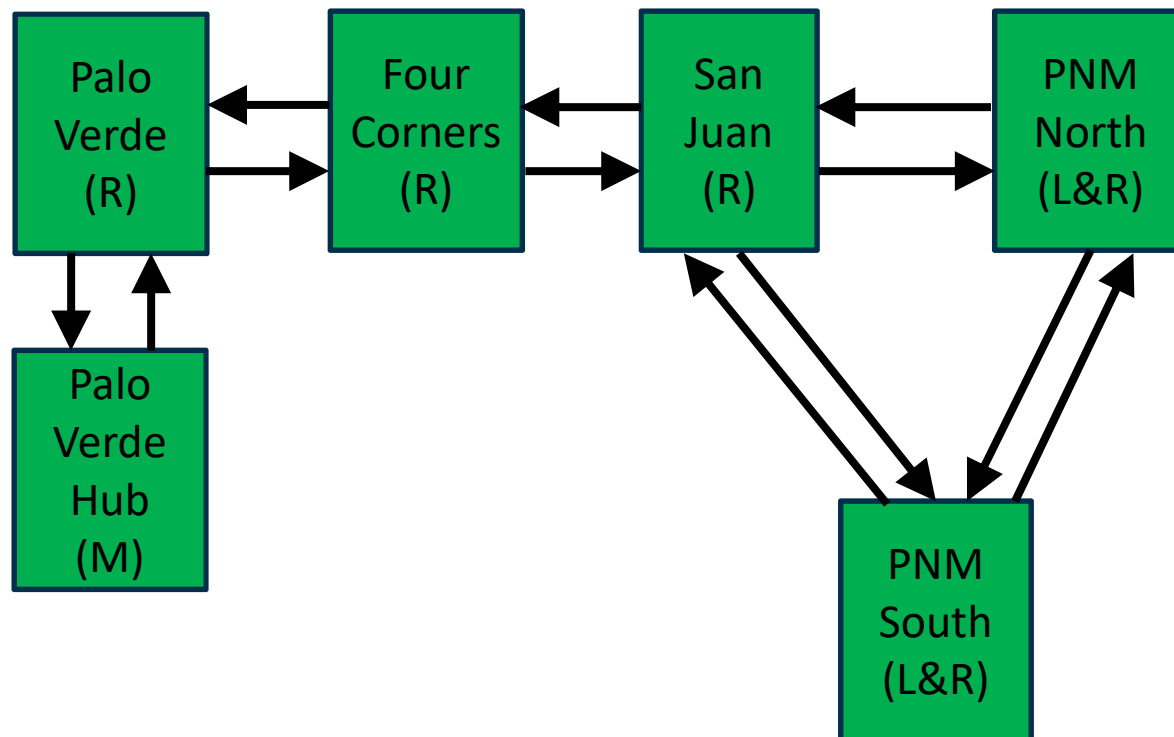 Palo
Verde
(R)
Four
Corners
(R)
San
Juan
(R)
PNM
North
(L&R)
Palo
Verde
Hub
(M)
PNM
South
(L&R)